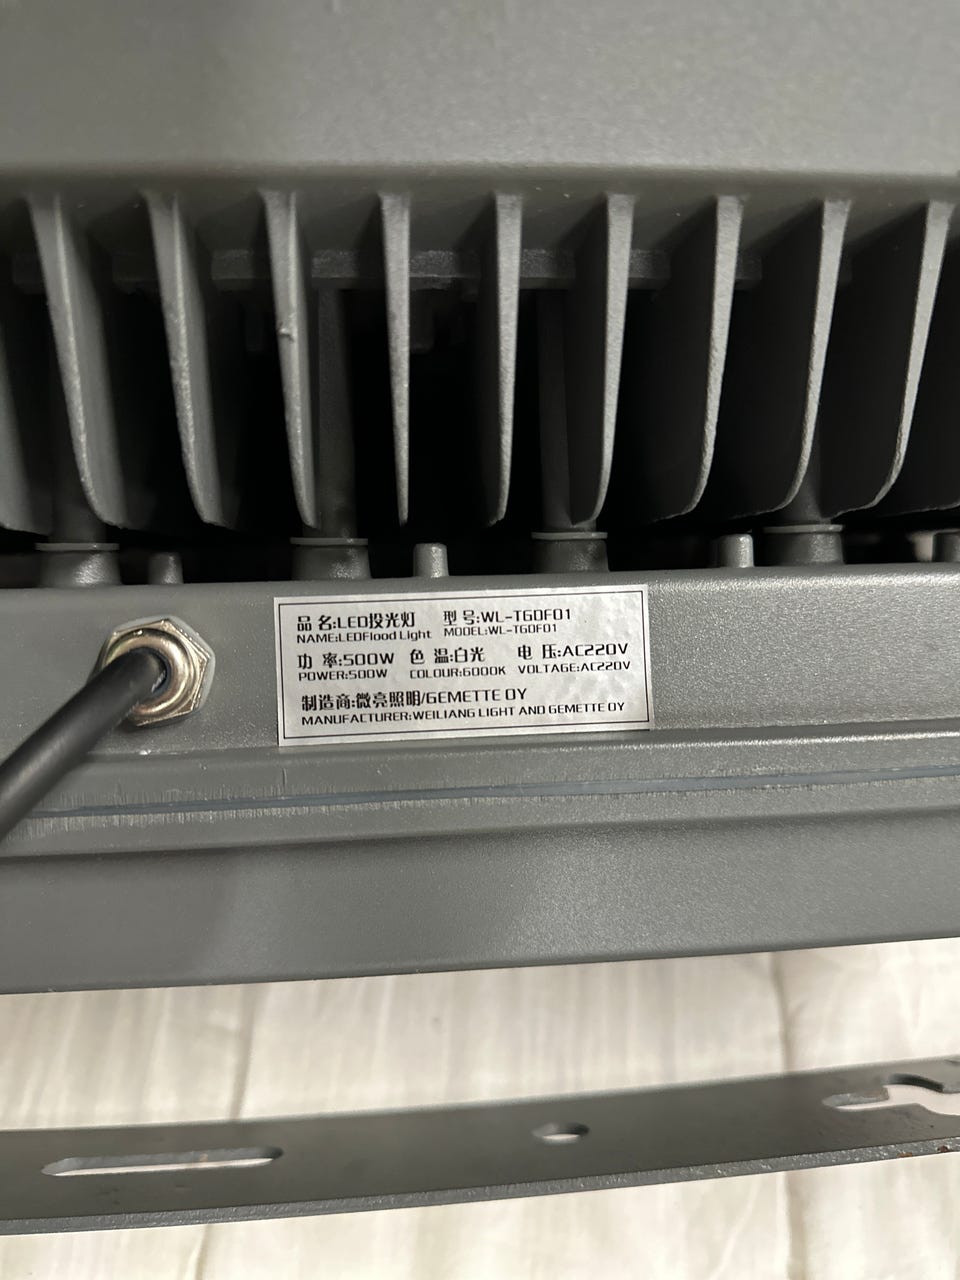 品 名:LED投光灯 型 号:WL-TGDF01
NAME:LEDFlood Light MODEL:WL-TGDF01
功 率:500W 色 温:白光 电 压:AC220V
POWER:500W COLOUR:6000K VOLTAGE:AC220V
制造商:微亮照明/GEMETTE OY
MANUFACTURER:WEILIANG LIGHT AND GEMETTE OY